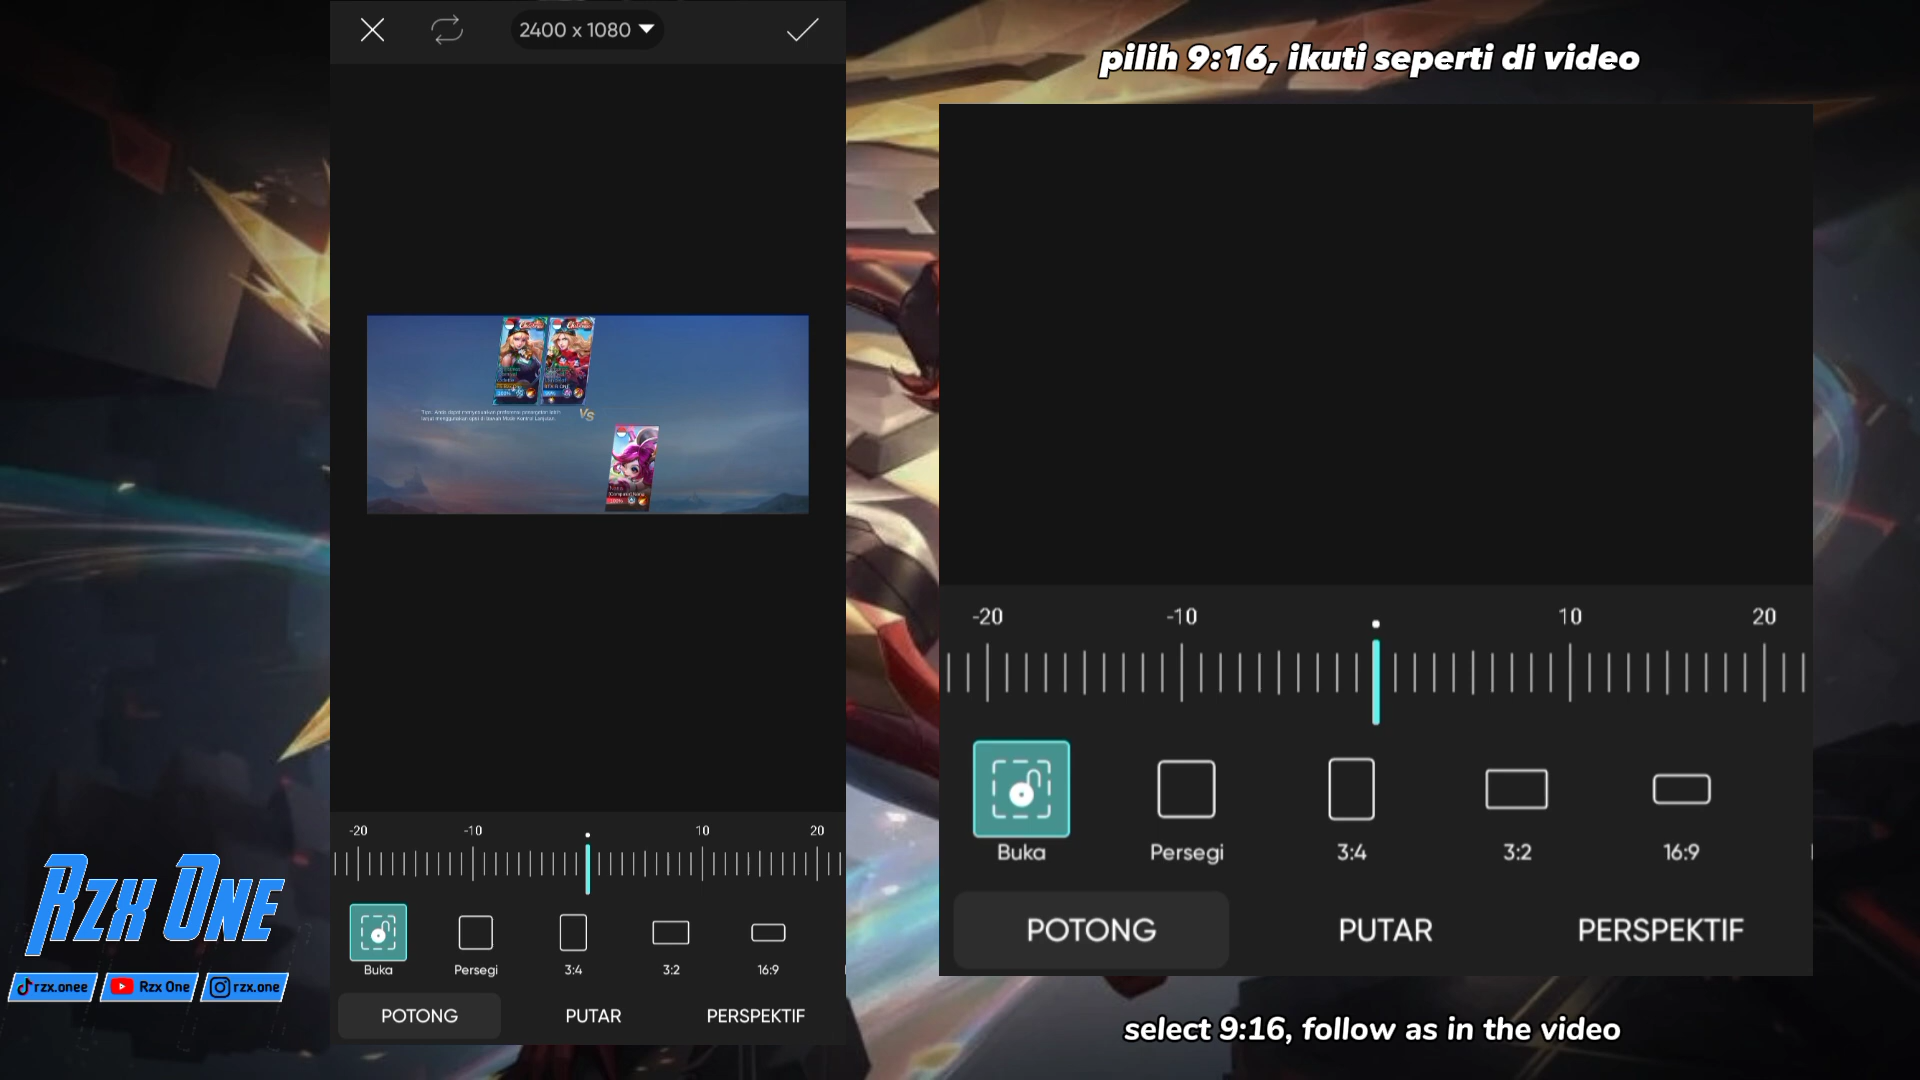 2400 x 1080
pilih 9:16, ikuti seperti di video
VS
-20 -10 10 20
Buka Persegi 3:4 3:2 16:9
POTONG PUTAR PERSPEKTIF
-20 -10 10 20
Buka Persegi 3:4 3:2 16:9
POTONG PUTAR PERSPEKTIF
RZX ONE
rzx.onee Rzx One rzx.one
select 9:16, follow as in the video